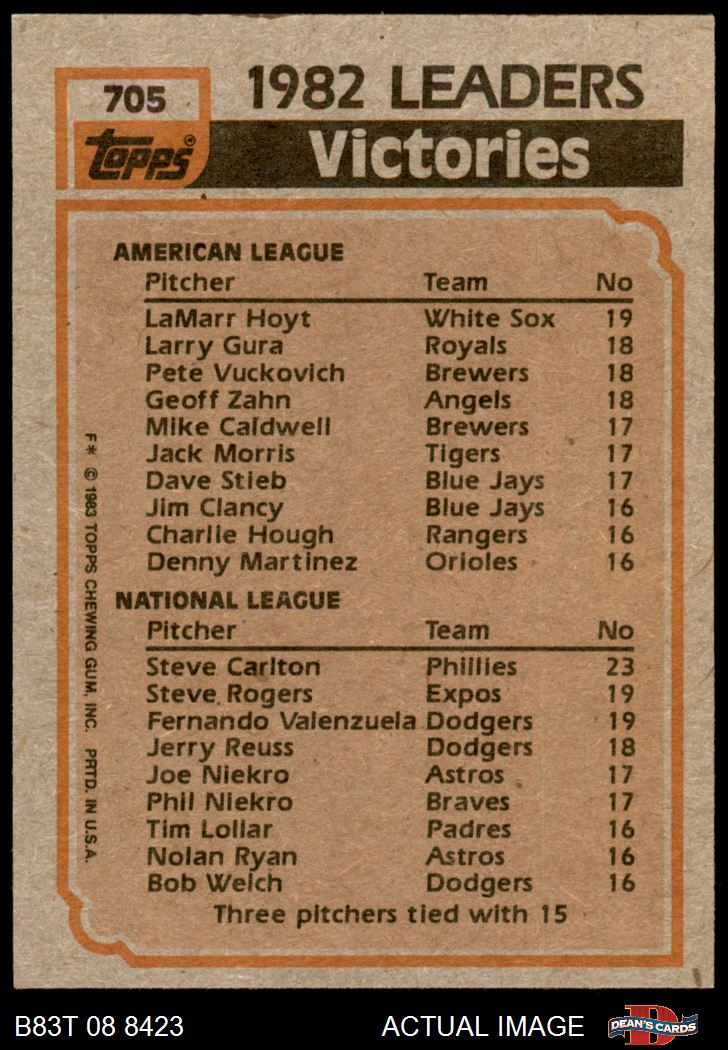 705
1982 LEADERS
Topps®
Victories
AMERICAN LEAGUE
Pitcher Team No
LaMarr Hoyt White Sox 19
Larry Gura Royals 18
Pete Vuckovich Brewers 18
Geoff Zahn Angels 18
Mike Caldwell Brewers 17
Jack Morris Tigers 17
Dave Stieb Blue Jays 17
Jim Clancy Blue Jays 16
Charlie Hough Rangers 16
Denny Martinez Orioles 16
NATIONAL LEAGUE
Pitcher Team No
Steve Carlton Phillies 23
Steve Rogers Expos 19
Fernando Valenzuela Dodgers 19
Jerry Reuss Dodgers 18
Joe Niekro Astros 17
Phil Niekro Braves 17
Tim Lollar Padres 16
Nolan Ryan Astros 16
Bob Welch Dodgers 16
Three pitchers tied with 15
F* © 1983 TOPPS CHEWING GUM, INC. PRTD. IN U.S.A.
B83T 08 8423
ACTUAL IMAGE
D
DEAN'S CARDS